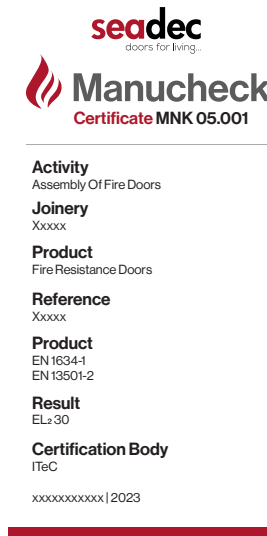 seadec
doors for living...
Manucheck
Certificate MNK 05.001
Activity
Assembly Of Fire Doors
Joinery
Xxxxx
Product
Fire Resistance Doors
Reference
Xxxxx
Product
EN 1634-1
EN 13501-2
Result
EL₂ 30
Certification Body
ITeC
xxxxxxxxxxx | 2023